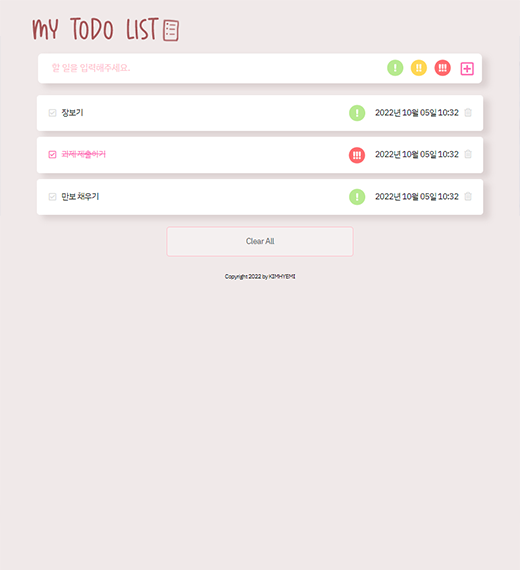 MY TODO LIST
할 일을 입력해주세요.
! !! !!!
장보기 ! 2022년 10월 05일 10:32
과제 제출하기 !!! 2022년 10월 05일 10:32
만보 채우기 ! 2022년 10월 05일 10:32
Clear All
Copyright 2022 by KIMHYEMI